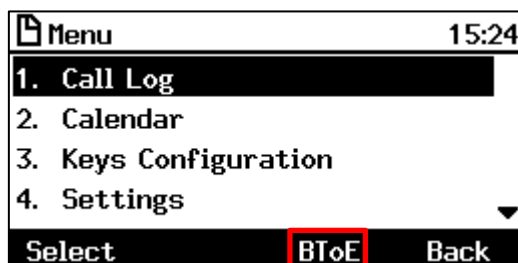 Menu 15:24
1. Call Log
2. Calendar
3. Keys Configuration
4. Settings
Select BToE Back